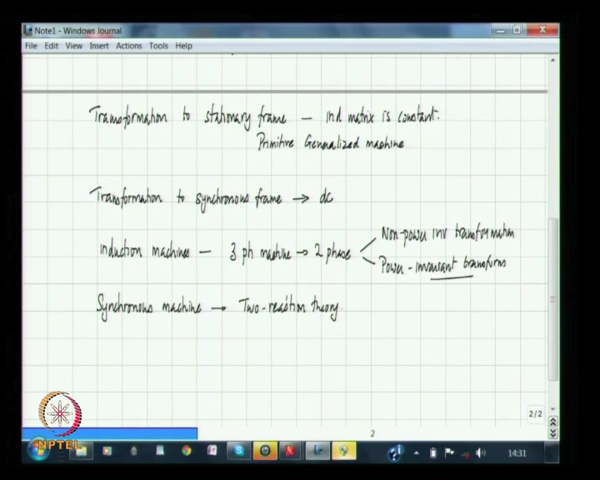 Note1 - Windows Journal
File Edit View Insert Actions Tools Help
Transformation to stationary frame – ind matrix is constant.
Primitive Generalized machine
Transformation to synchronous frame → dc
Induction machines – 3 ph machine → 2 phase
Non-power inv transformation
Power-invariant transforms
Synchronous machine → Two-reaction theory.
2/2
2
NPTEL
14:31